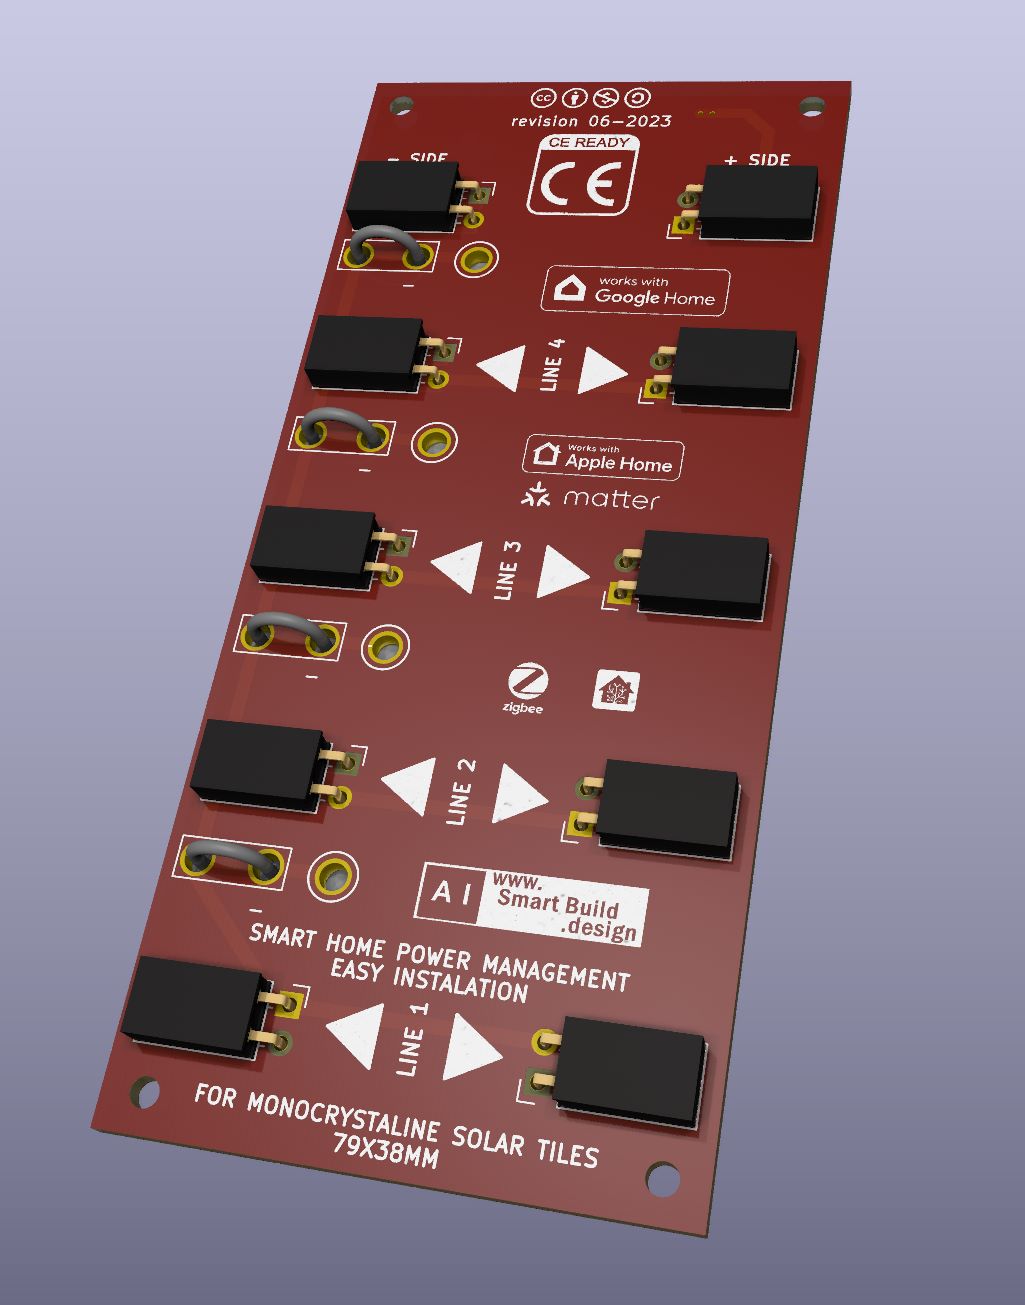 cc
revision 06-2023
CE READY
CE
- SIDE
+ SIDE
-
works with
Google Home
LINE 4
-
Works with
Apple Home
matter
LINE 3
-
zigbee
LINE 2
-
AI
www.
Smart Build
.design
SMART HOME POWER MANAGEMENT
EASY INSTALATION
LINE 1
FOR MONOCRYSTALINE SOLAR TILES
79X38MM